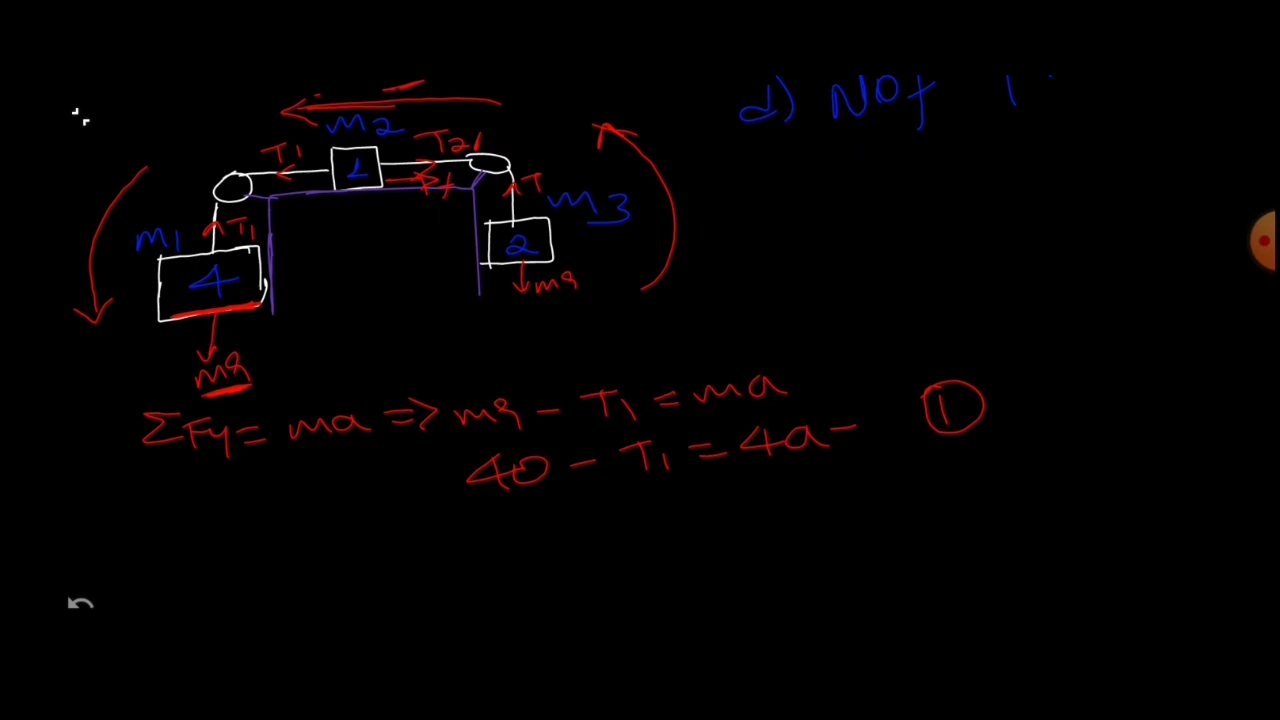 d) Not
m2
T1
1
T2
f
T
m3
m1
T1
4
2
mg
mg
ΣFy = ma => mg - T1 = ma
40 - T1 = 4a - ①